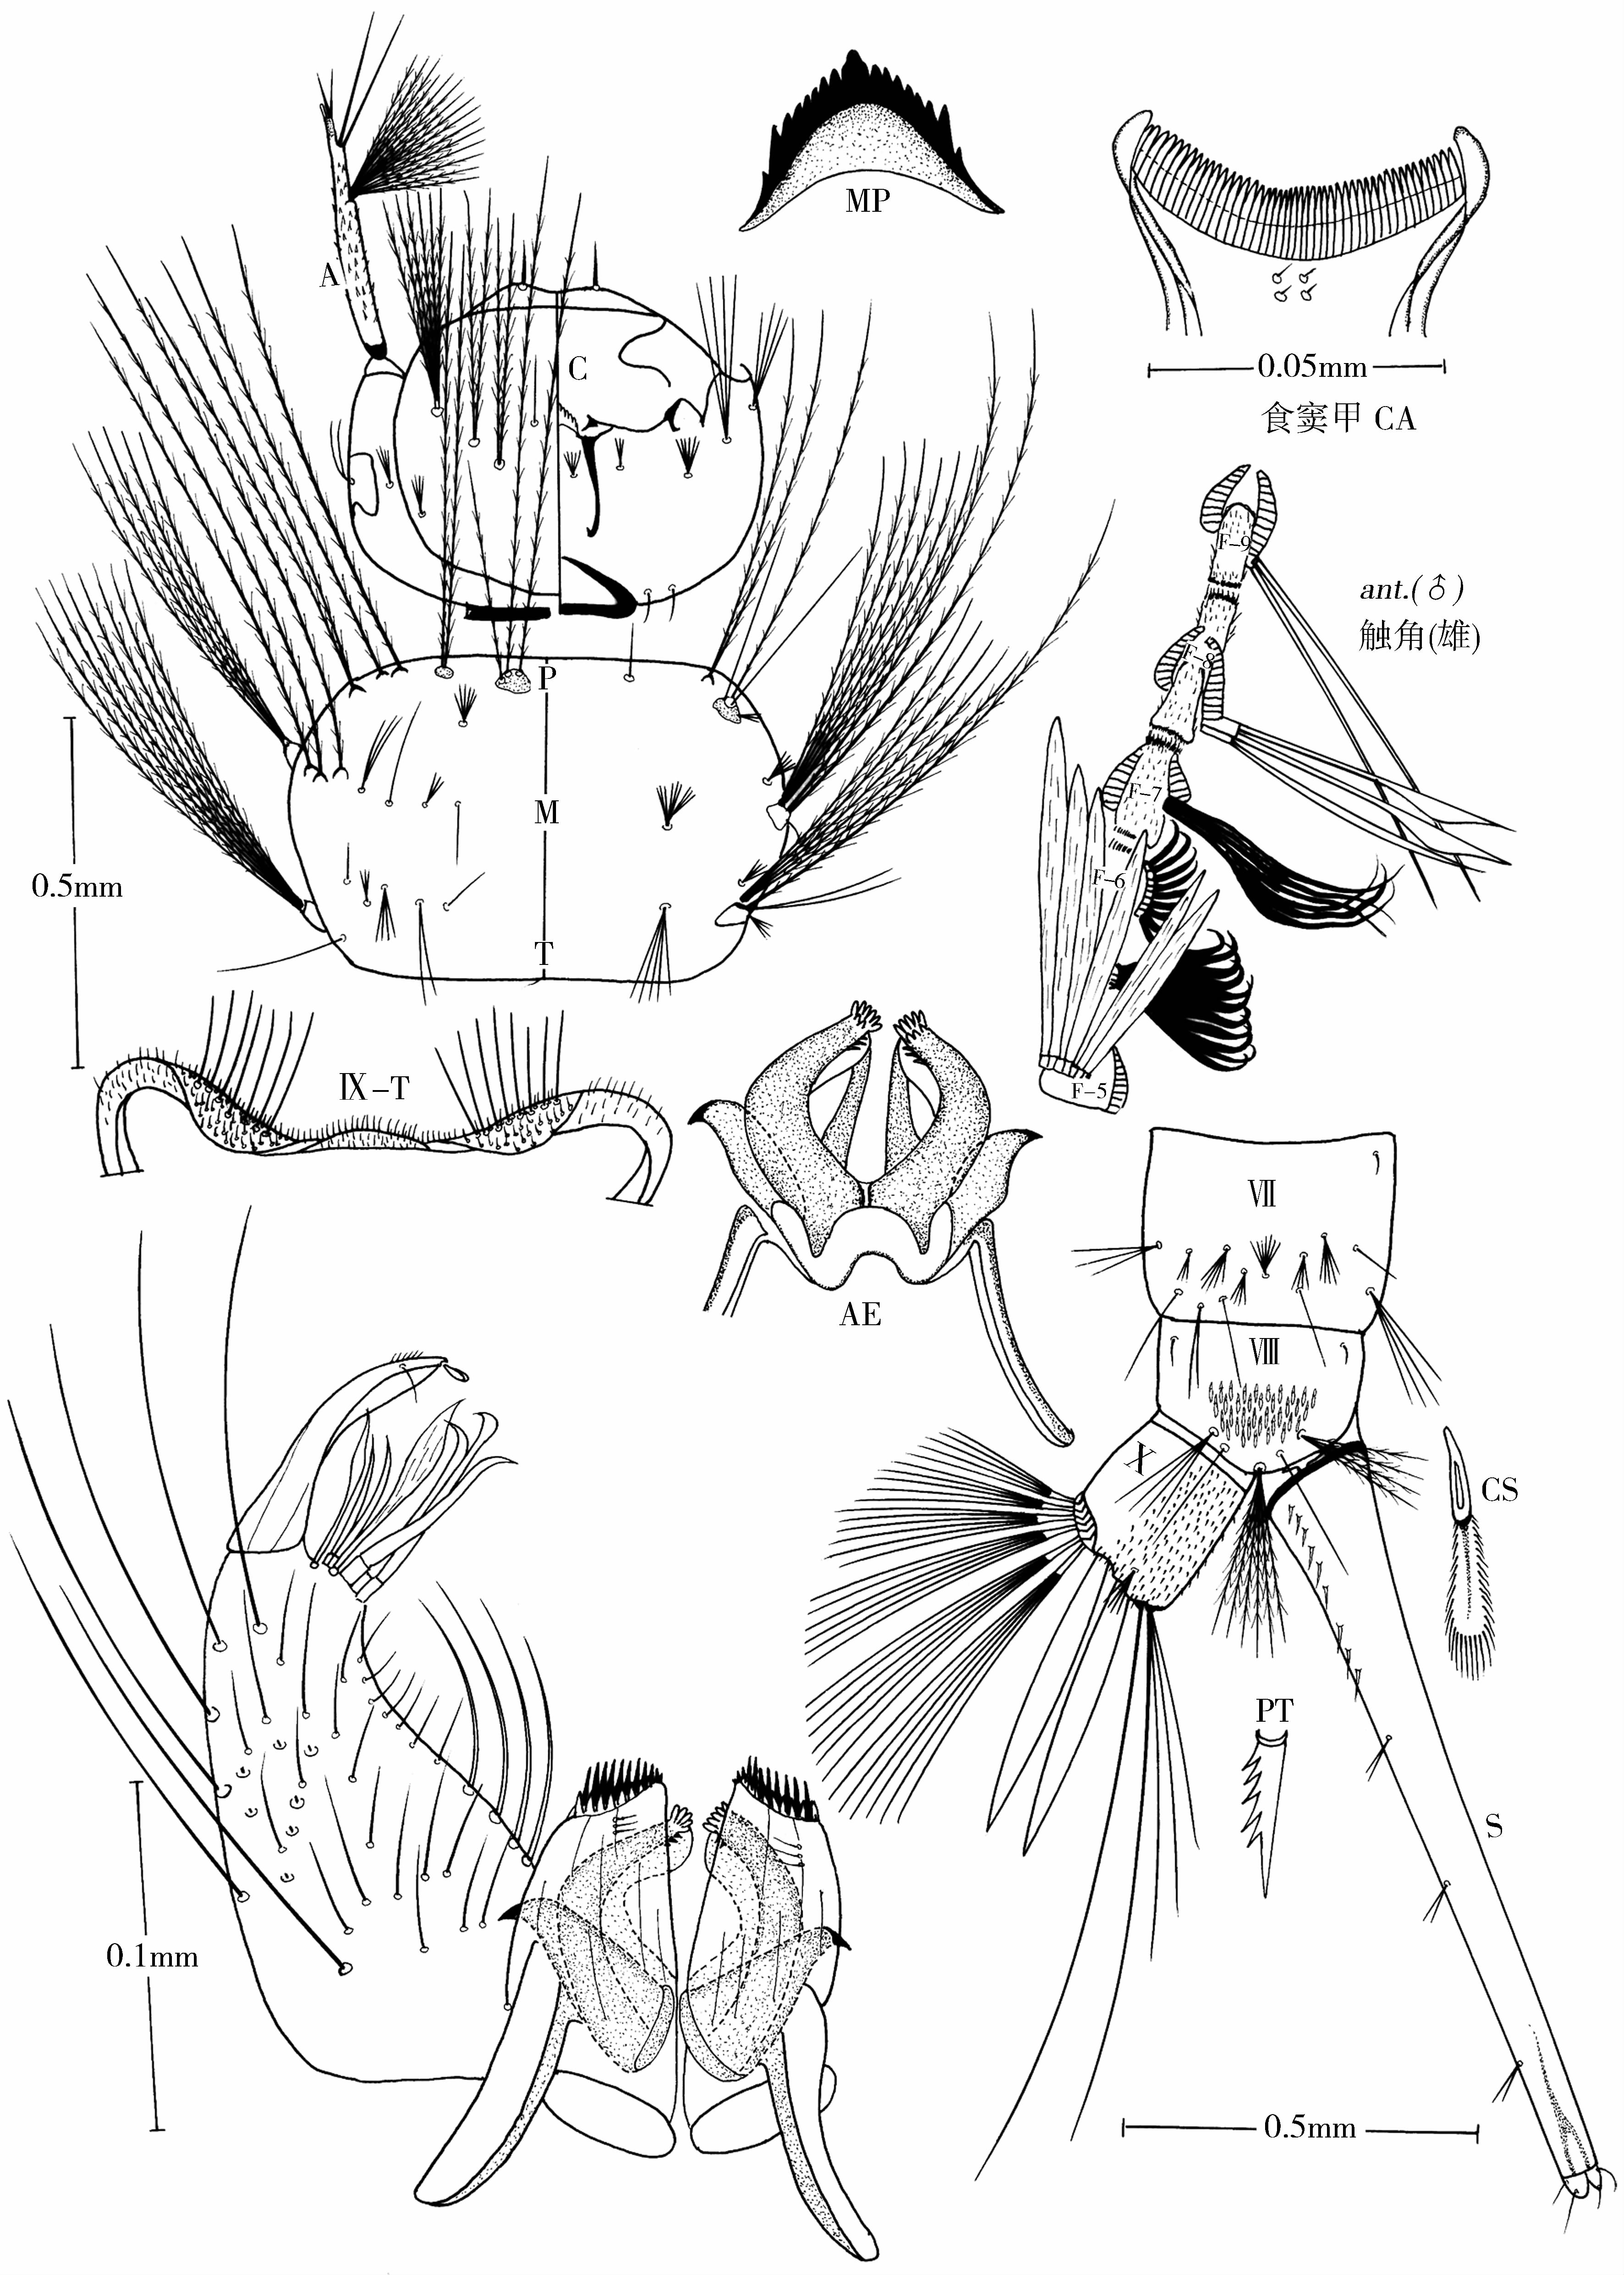 MP
A
C
0.05mm
食窦甲 CA
F-9
ant.(♂)
触角(雄)
F-8
P
F-7
M
F-6
0.5mm
T
F-5
Ⅸ-T
Ⅶ
AE
Ⅷ
X
CS
PT
S
0.1mm
0.5mm